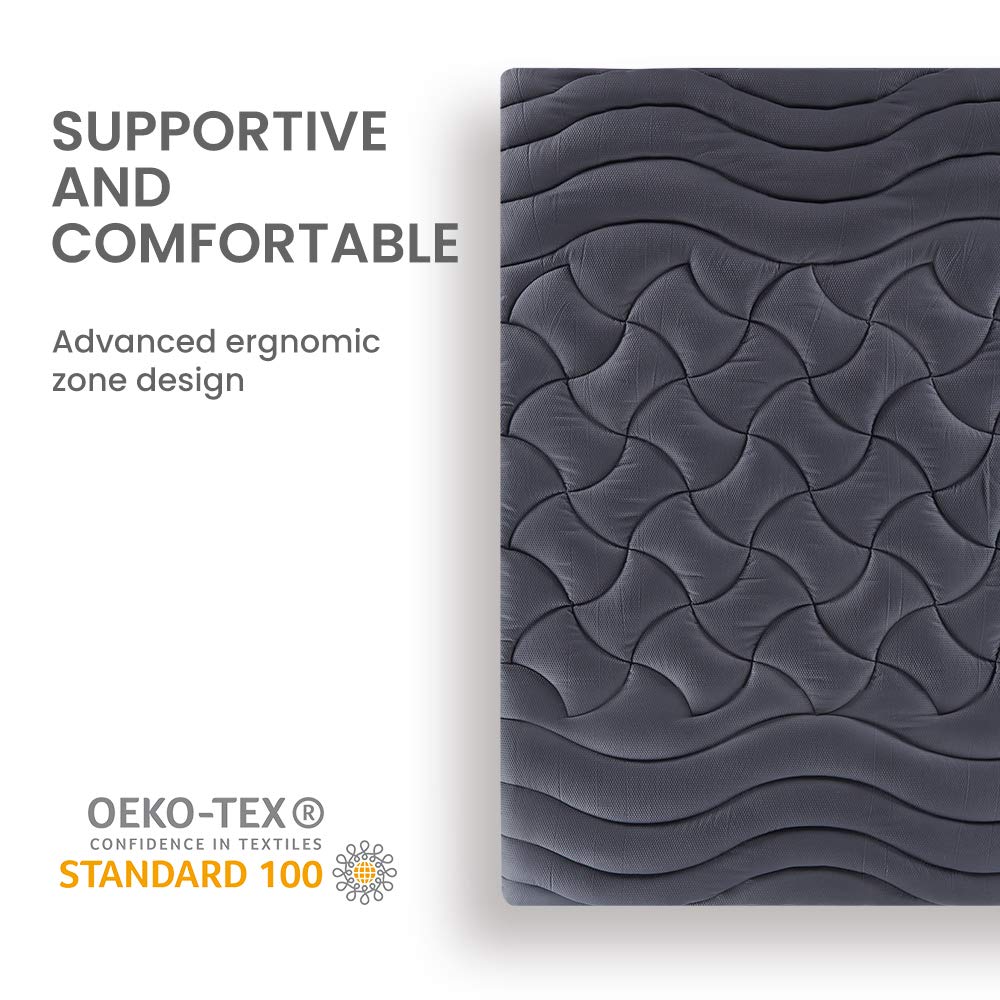 SUPPORTIVE
AND
COMFORTABLE
Advanced ergnomic
zone design
OEKO-TEX®
CONFIDENCE IN TEXTILES
STANDARD 100